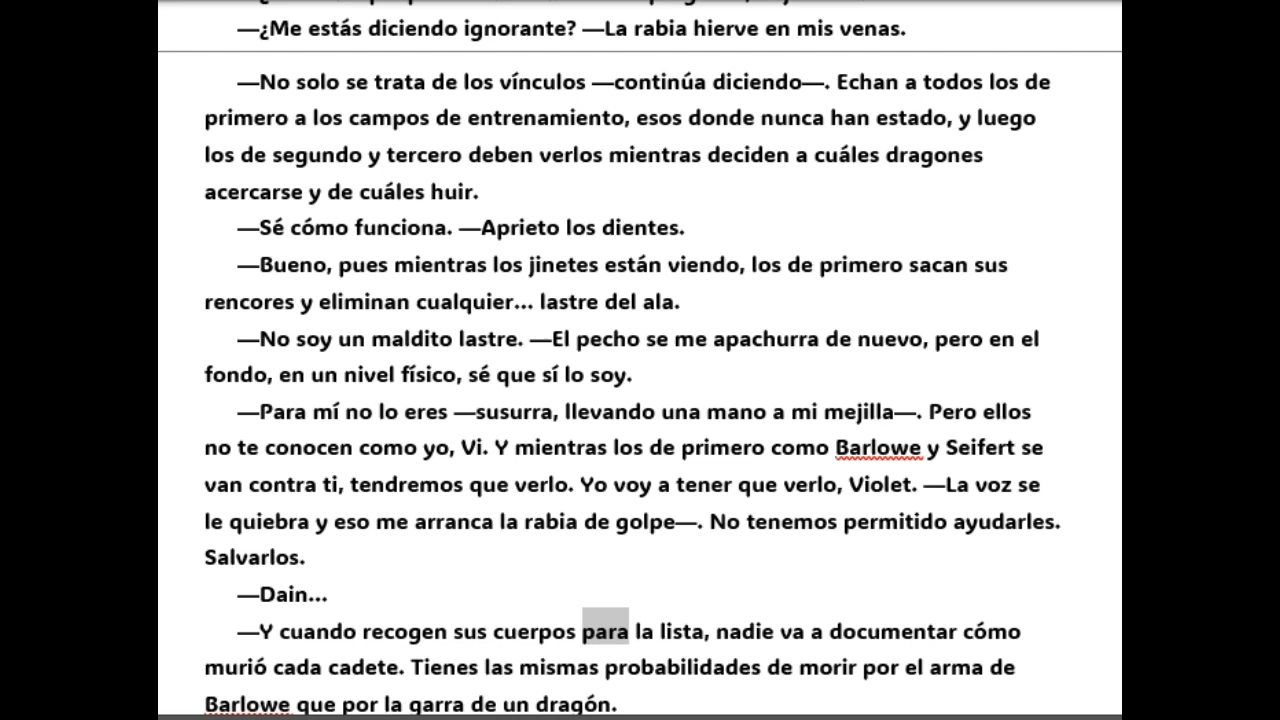 —¿Me estás diciendo ignorante? —La rabia hierve en mis venas.
—No solo se trata de los vínculos —continúa diciendo—. Echan a todos los de
primero a los campos de entrenamiento, esos donde nunca han estado, y luego
los de segundo y tercero deben verlos mientras deciden a cuáles dragones
acercarse y de cuáles huir.
—Sé cómo funciona. —Aprieto los dientes.
—Bueno, pues mientras los jinetes están viendo, los de primero sacan sus
rencores y eliminan cualquier... lastre del ala.
—No soy un maldito lastre. —El pecho se me apachurra de nuevo, pero en el
fondo, en un nivel físico, sé que sí lo soy.
—Para mí no lo eres —susurra, llevando una mano a mi mejilla—. Pero ellos
no te conocen como yo, Vi. Y mientras los de primero como Barlowe y Seifert se
van contra ti, tendremos que verlo. Yo voy a tener que verlo, Violet. —La voz se
le quiebra y eso me arranca la rabia de golpe—. No tenemos permitido ayudarles.
Salvarlos.
—Dain...
—Y cuando recogen sus cuerpos para la lista, nadie va a documentar cómo
murió cada cadete. Tienes las mismas probabilidades de morir por el arma de
Barlowe que por la garra de un dragón.